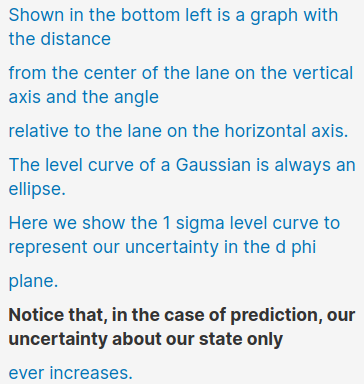 Shown in the bottom left is a graph with
the distance
from the center of the lane on the vertical
axis and the angle
relative to the lane on the horizontal axis.
The level curve of a Gaussian is always an
ellipse.
Here we show the 1 sigma level curve to
represent our uncertainty in the d phi
plane.
Notice that, in the case of prediction, our
uncertainty about our state only
ever increases.